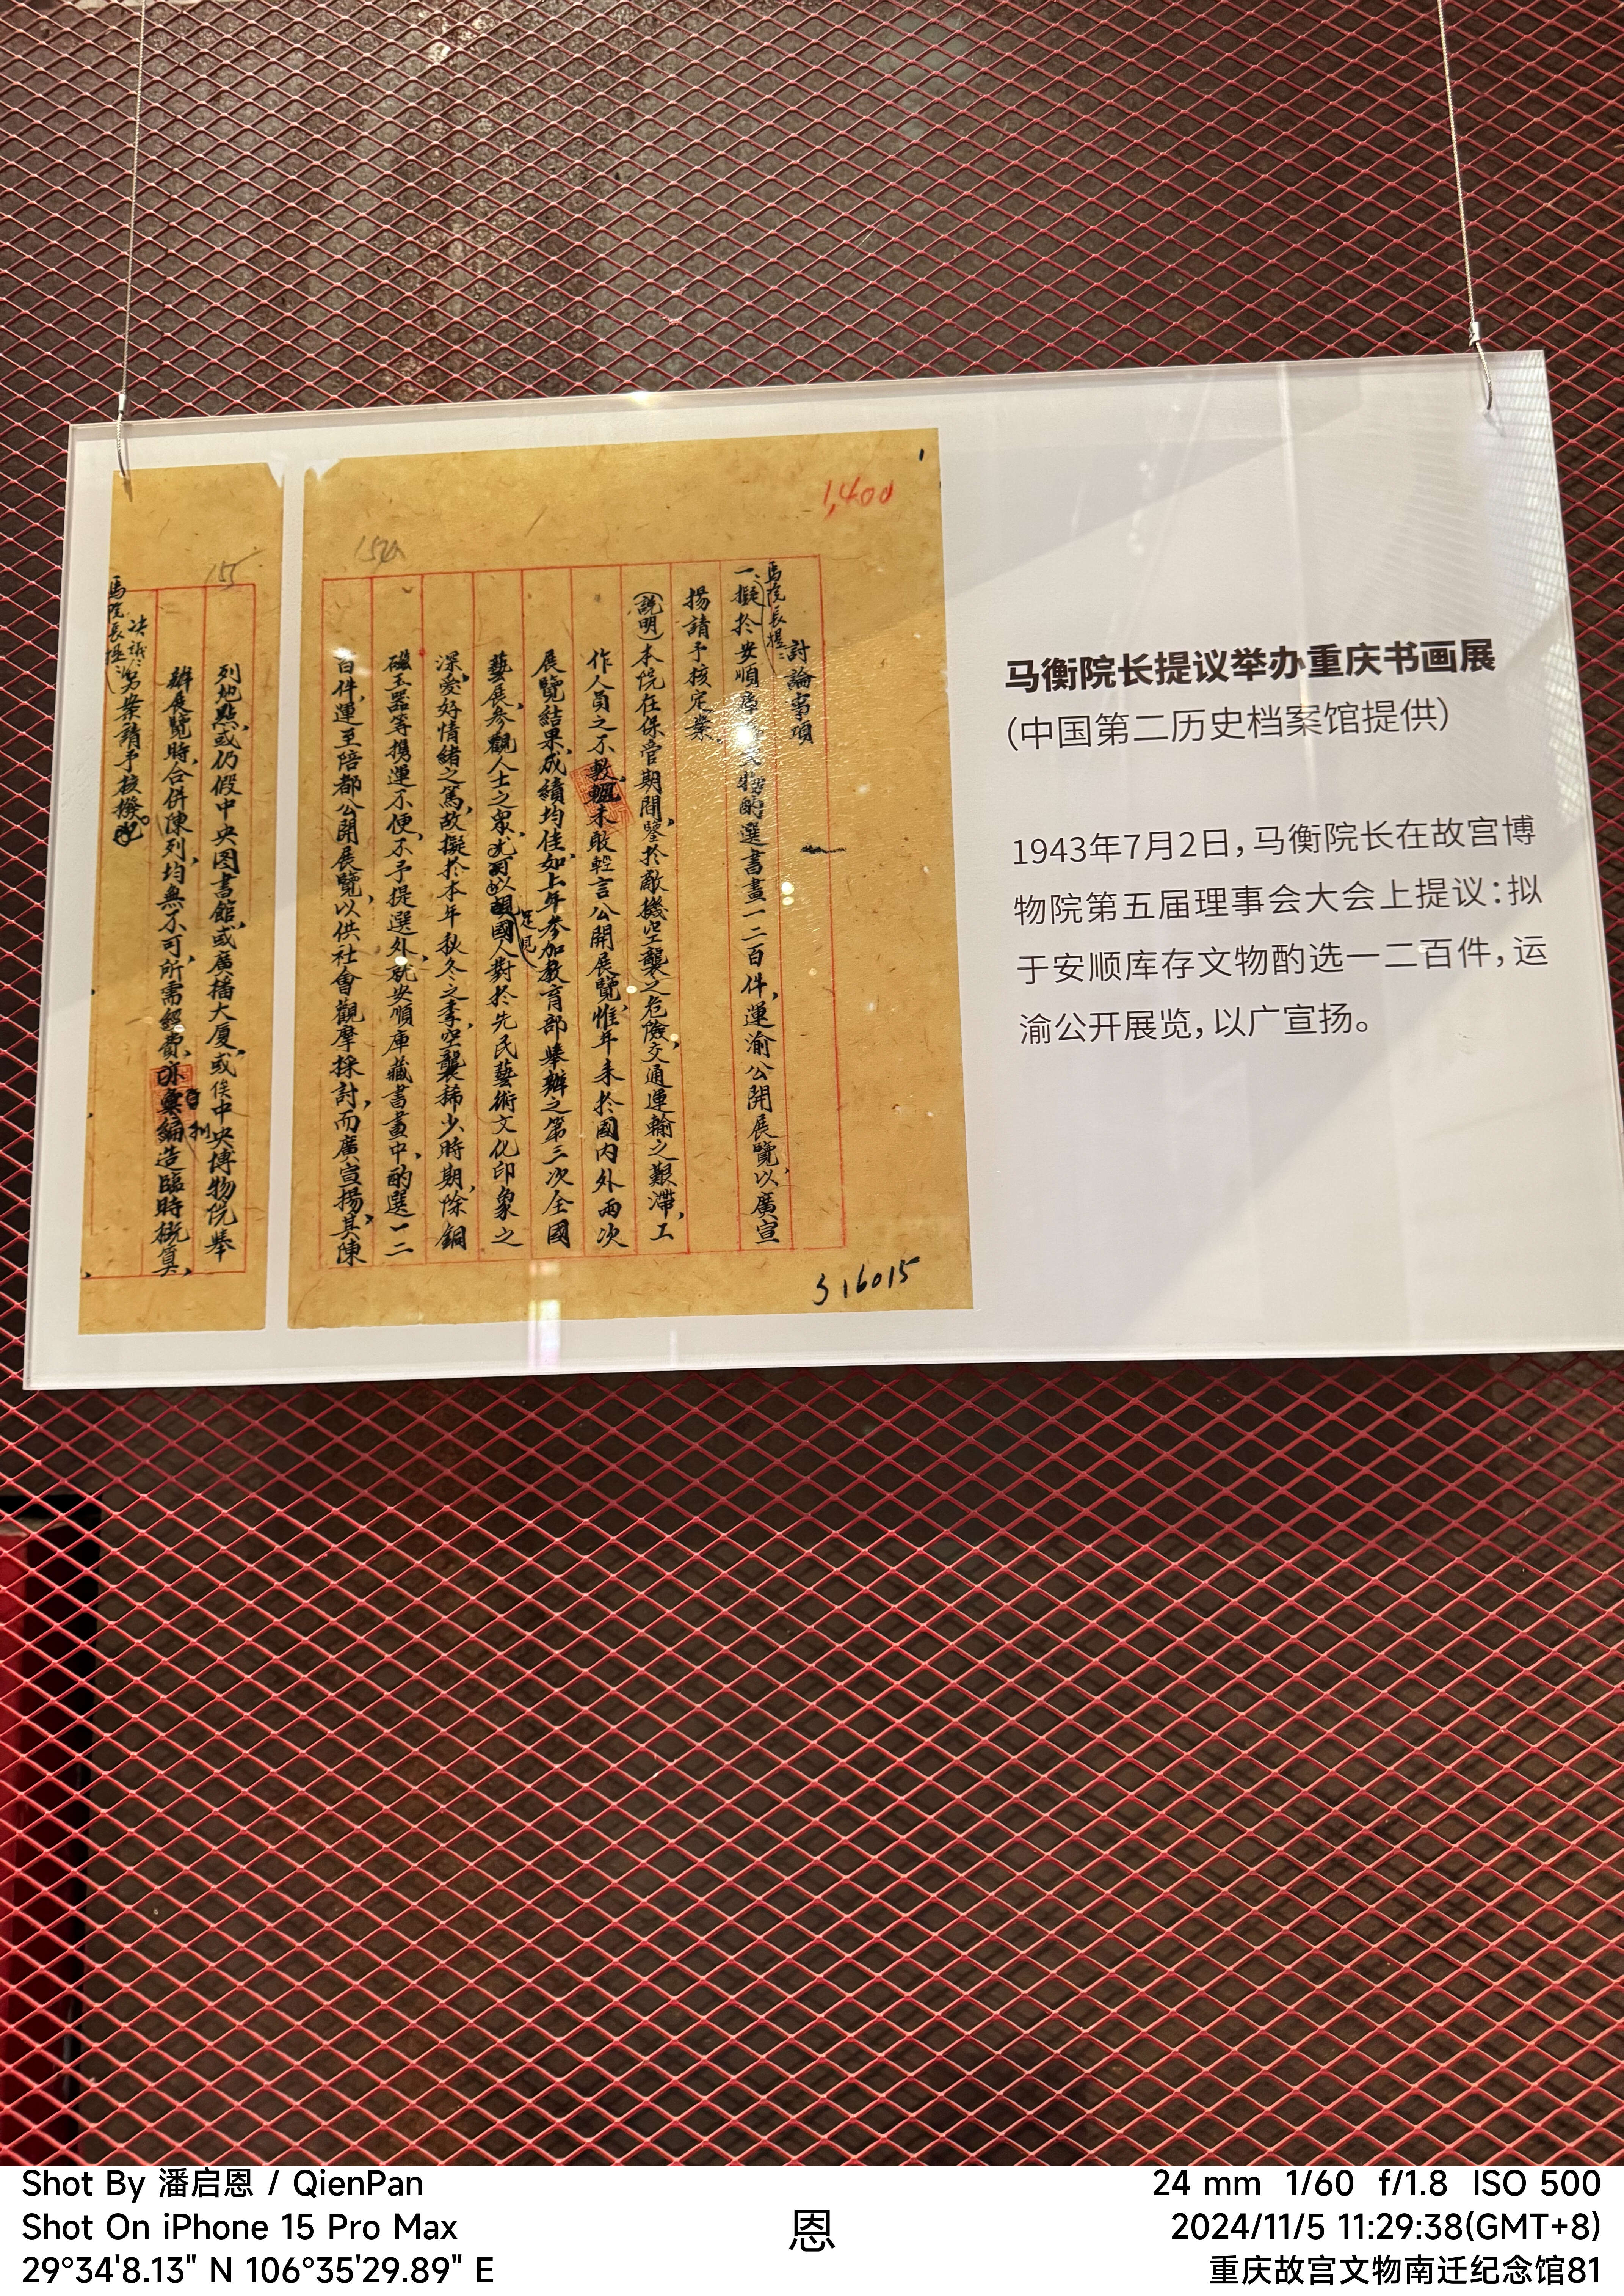 1,400
討論事項
馬院長提：
一、擬於安順庫存文物酌選書畫一二百件，運渝公開展覽以廣宣
揚請予核定案。
(説明)本院在保管期間，鑒於敵機空襲之危險，交通運輸之艱滯，工
作人員之不敷，未敢輕言公開展覽，惟年來於國內外兩次
展覽結果，成績均佳，如上年參加教育部舉辦之第三次全國
藝展，參觀人士之衆，足見國人對於先民藝術文化印象之
深，愛好情緒之篤，故擬於本年秋冬之季，空襲稀少時期，除銅
磁玉器等携運不便，不予提選外，就安順庫藏書畫中，酌選一二
百件，運至陪都公開展覽，以供社會觀摩採討，而廣宣揚，其陳
15
列地點，或仍假中央图書館，或廣播大厦，或俟中央博物院舉
辦展覽時，合併陳列，均無不可，所需經費，編造臨時概算，
另案請予核撥。
决議：
馬院長提：
S16015
马衡院长提议举办重庆书画展
（中国第二历史档案馆提供）
1943年7月2日，马衡院长在故宫博
物院第五届理事会大会上提议：拟
于安顺库存文物酌选一二百件，运
渝公开展览，以广宣扬。
Shot By 潘启恩 / QienPan
Shot On iPhone 15 Pro Max
29°34'8.13" N 106°35'29.89" E
恩
24 mm 1/60 f/1.8 ISO 500
2024/11/5 11:29:38(GMT+8)
重庆故宫文物南迁纪念馆81